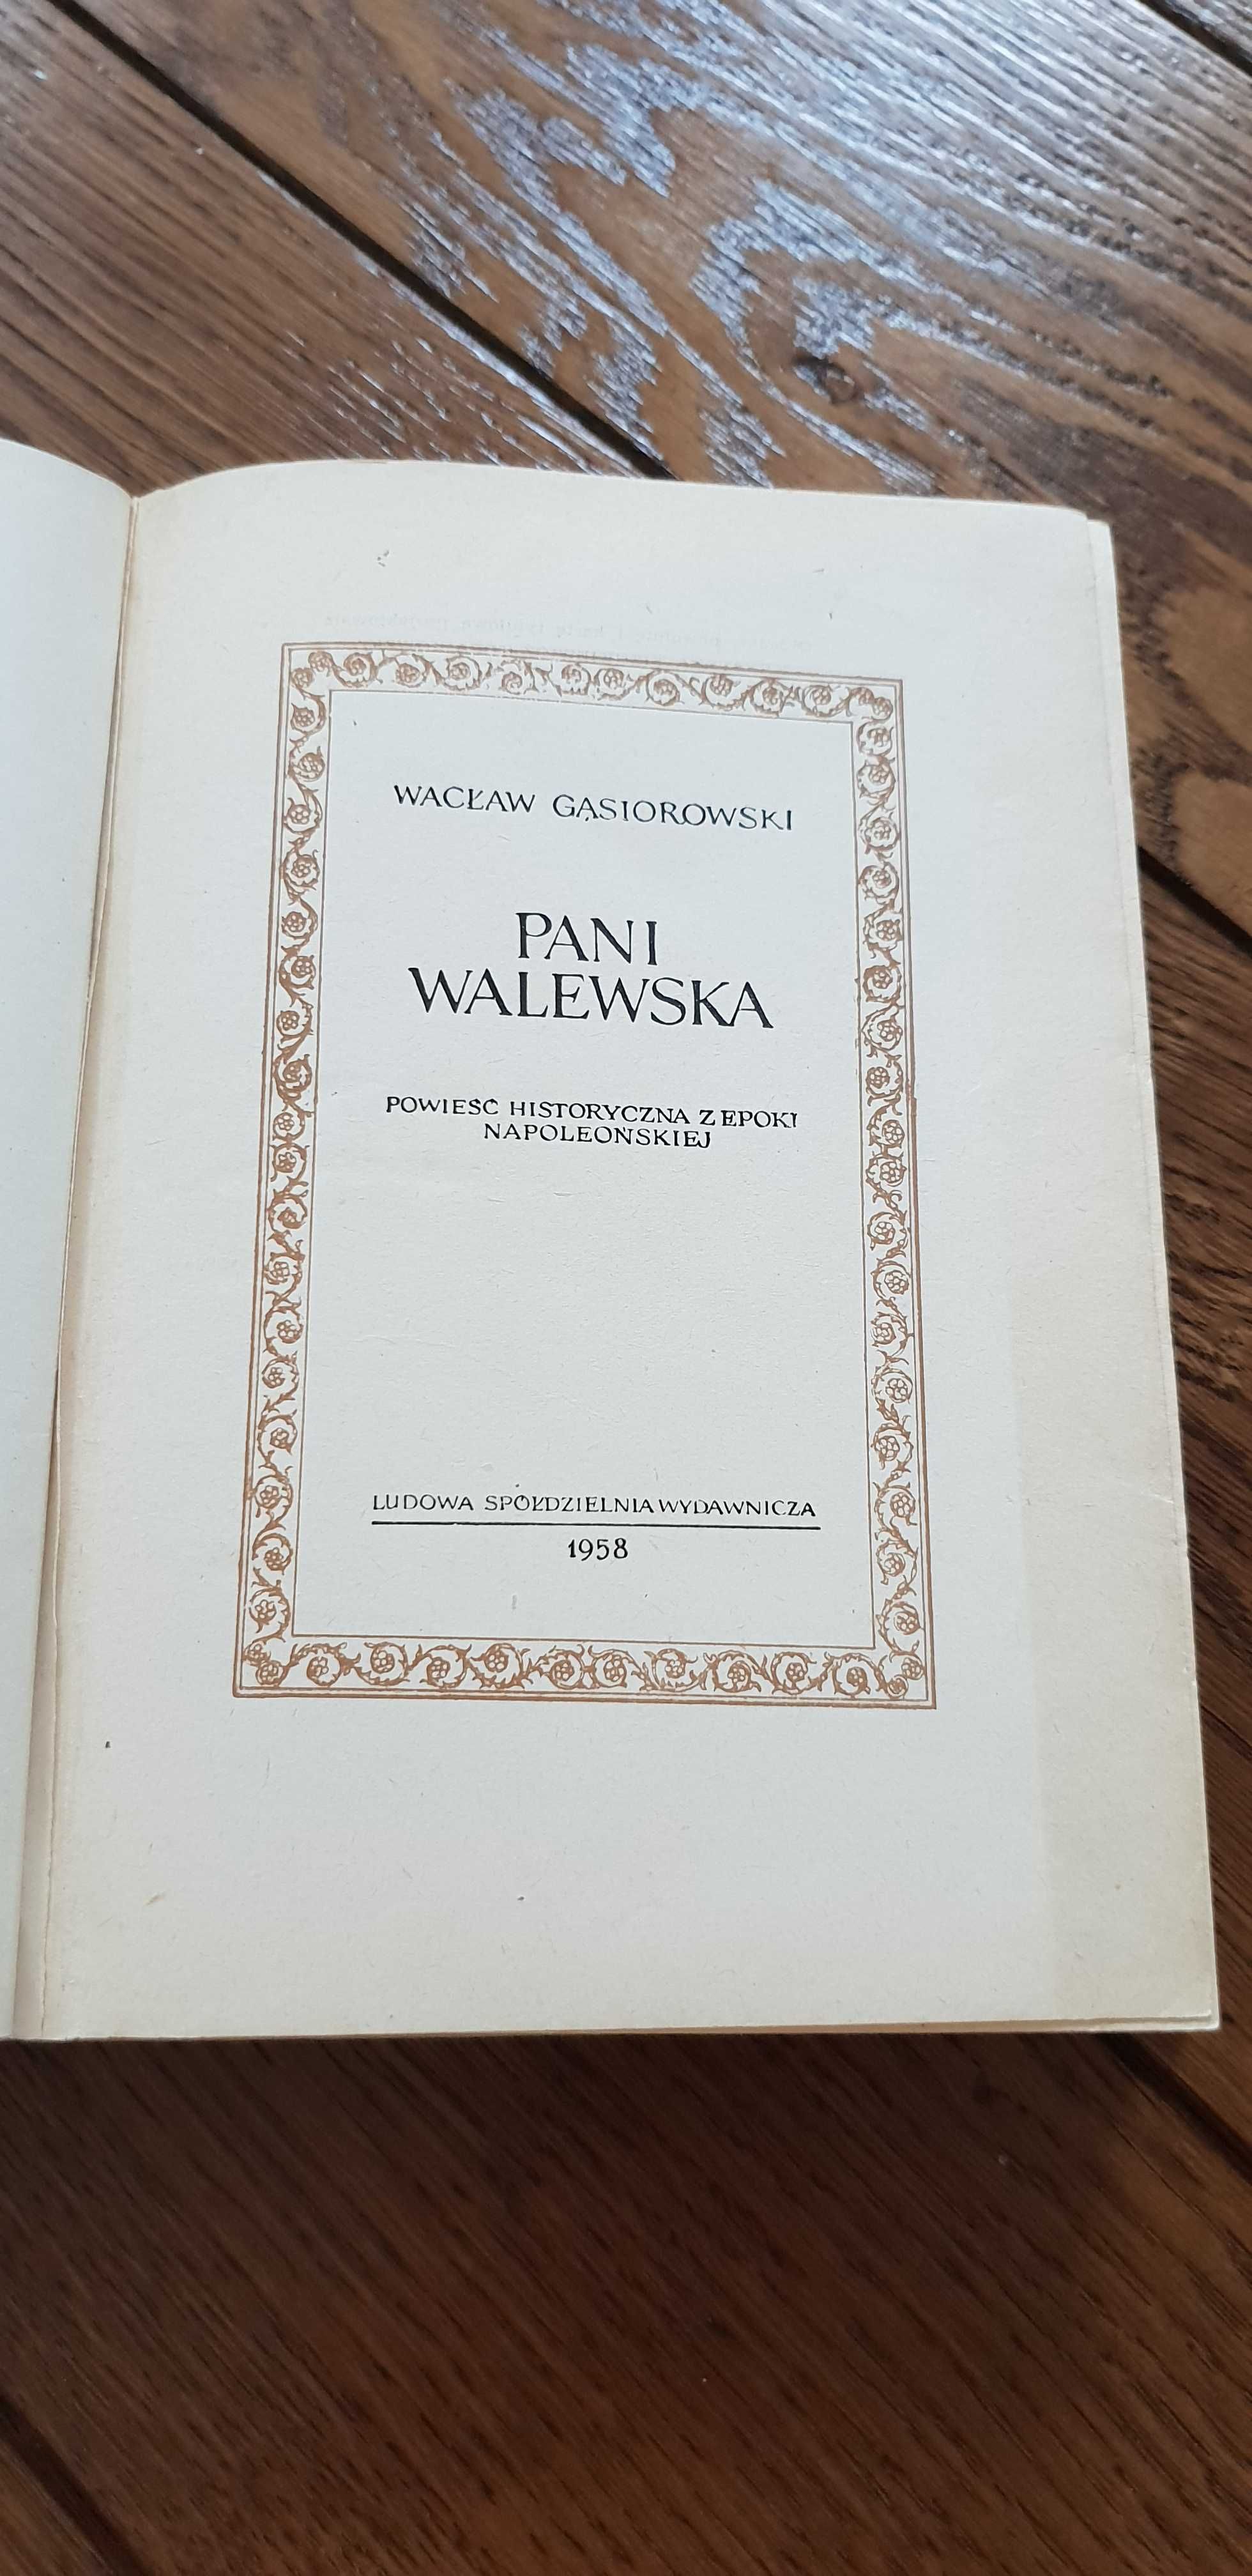 WACŁAW GĄSIOROWSKI
PANI
WALEWSKA
POWIEŚĆ HISTORYCZNA Z EPOKI
NAPOLEOŃSKIEJ
LUDOWA SPÓŁDZIELNIA WYDAWNICZA
1958